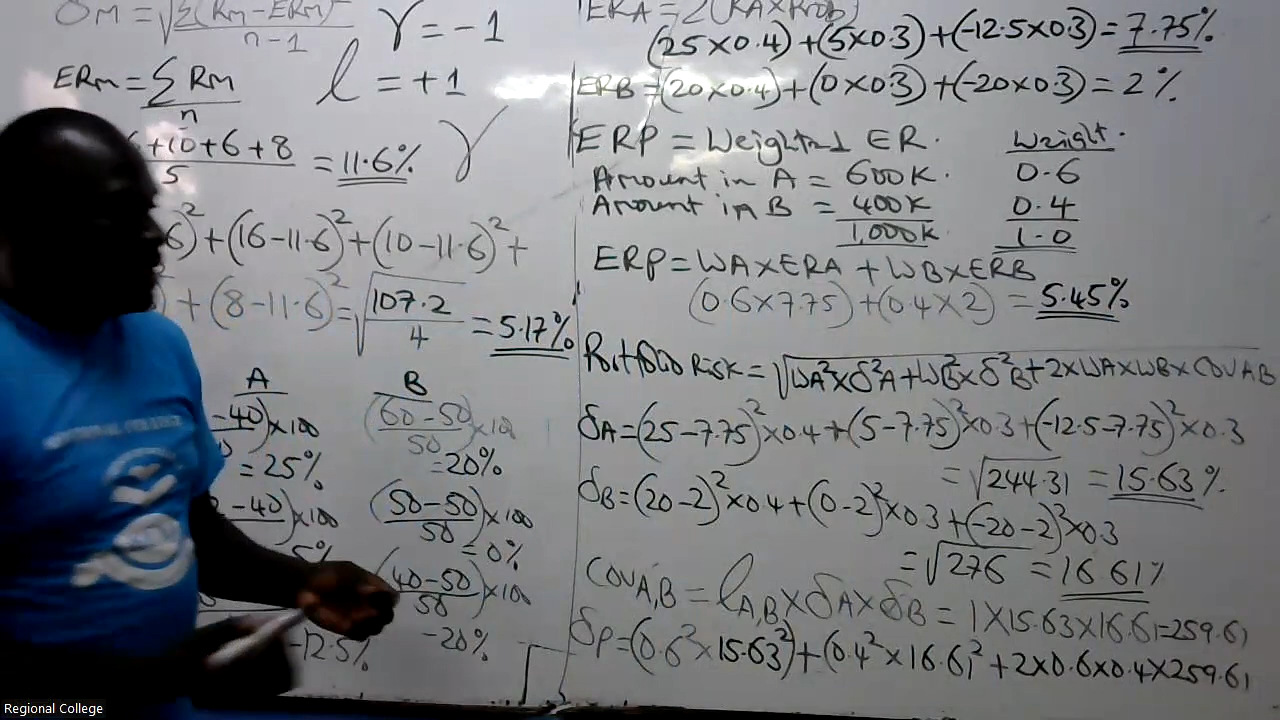 δm = √Σ(Rm-ERm)²
n-1
γ = -1
ERm = Σ Rm
n
l = +1
6+10+6+8 = 11.6%
5
γ
6)² + (16-11.6)² + (10-11.6)² +
+ (8-11.6)² = √107.2 = 5.17%
4
A
-40) x100
= 25%
-40) x100
5%
-12.5%
B
(60-50) x100
50
= 20%
(50-50) x100
50
= 0%
(40-50) x100
50
-20%
ERA = Σ(RAxProb)
(25x0.4)+(5x0.3)+(-12.5x0.3) = 7.75%
ERB = (20x0.4)+(0x0.3)+(-20x0.3) = 2%
ERP = Weighted ER. Weight.
Amount in A = 600K. 0.6
Amount in B = 400K 0.4
1,000K 1.0
ERP = WAxERA + WBxERB
(0.6x7.75)+(0.4x2) = 5.45%
Portfolio Risk = √WA²xδ²A+WB²xδ²B+2xWAxWBxCOVAB
δA = (25-7.75)²x0.4+(5-7.75)²x0.3+(-12.5-7.75)²x0.3
= √244.31 = 15.63%
δB = (20-2)²x0.4+(0-2)²x0.3+(-20-2)²x0.3
= √276 = 16.61%
COVA,B = lA,BxδAxδB = 1x15.63x16.61=259.61
δP = (0.6²x15.63²)+(0.4²x16.61²+2x0.6x0.4x259.61
Regional College